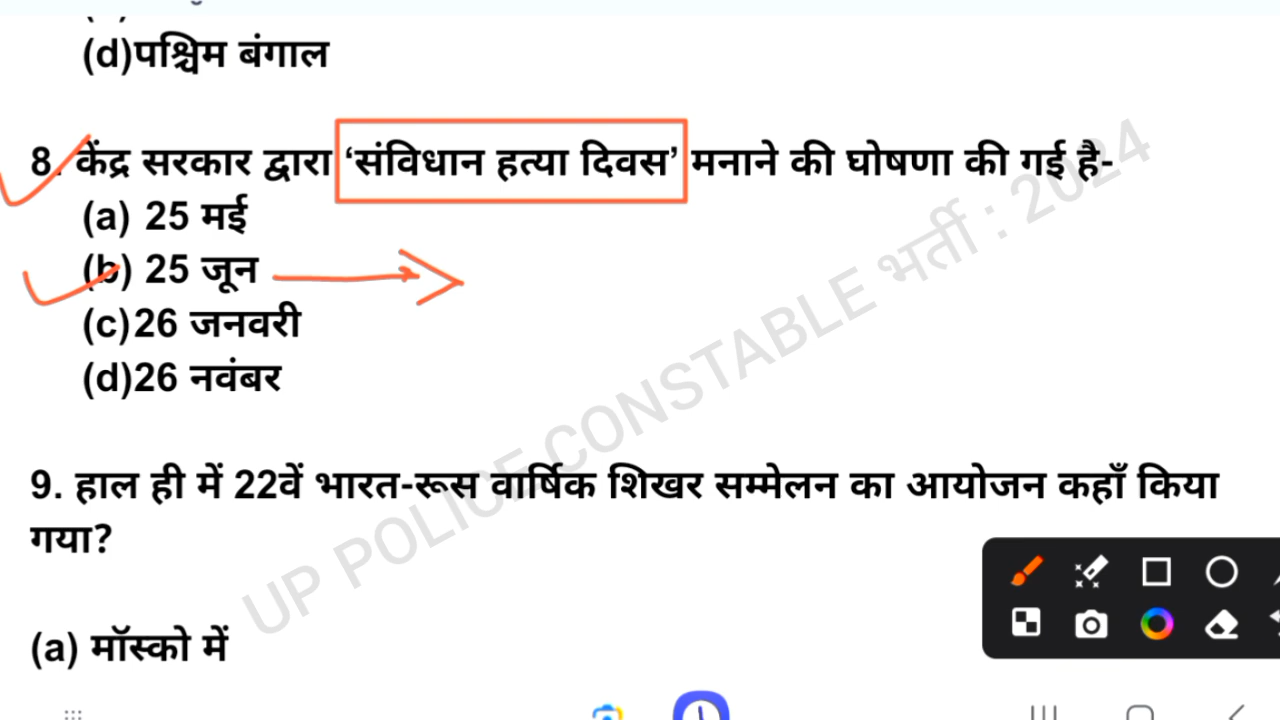 (d)पश्चिम बंगाल
8. केंद्र सरकार द्वारा ‘संविधान हत्या दिवस’ मनाने की घोषणा की गई है-
(a) 25 मई
(b) 25 जून
(c)26 जनवरी
(d)26 नवंबर
9. हाल ही में 22वें भारत-रूस वार्षिक शिखर सम्मेलन का आयोजन कहाँ किया
गया?
(a) मॉस्को में
UP POLICE CONSTABLE भर्ती : 2024